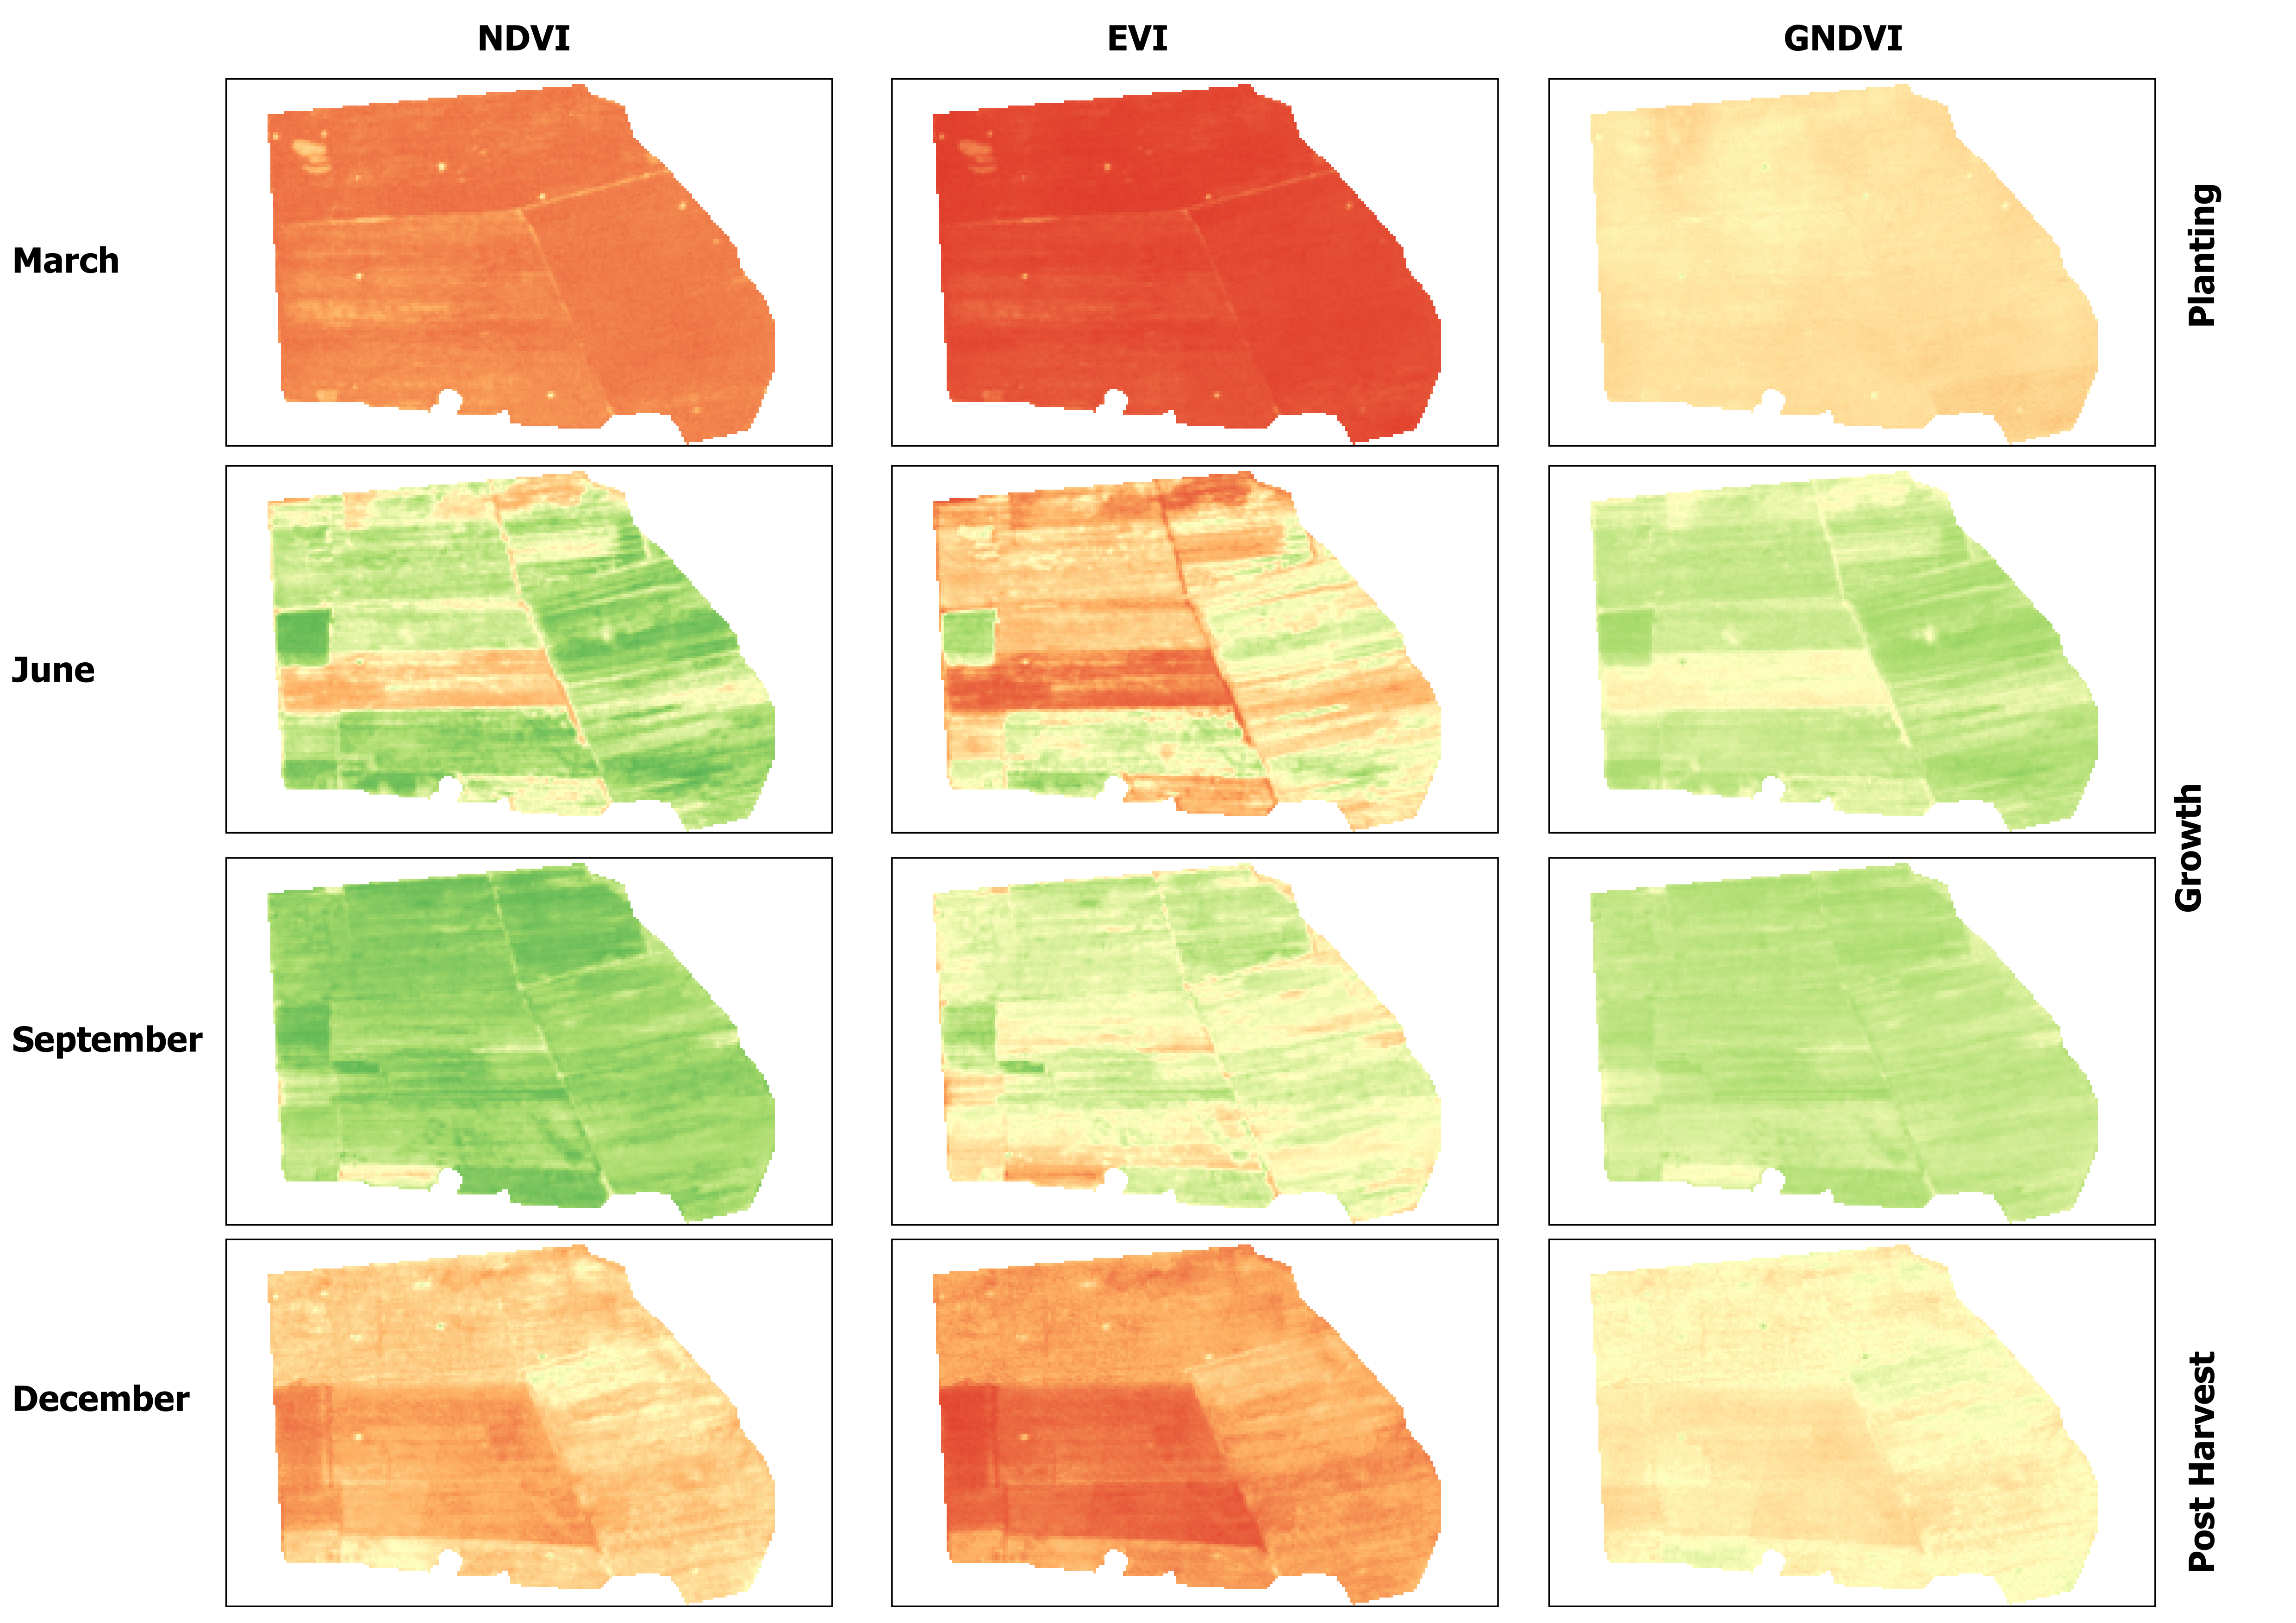 NDVI
EVI
GNDVI
March
Planting
June
Growth
September
December
Post Harvest